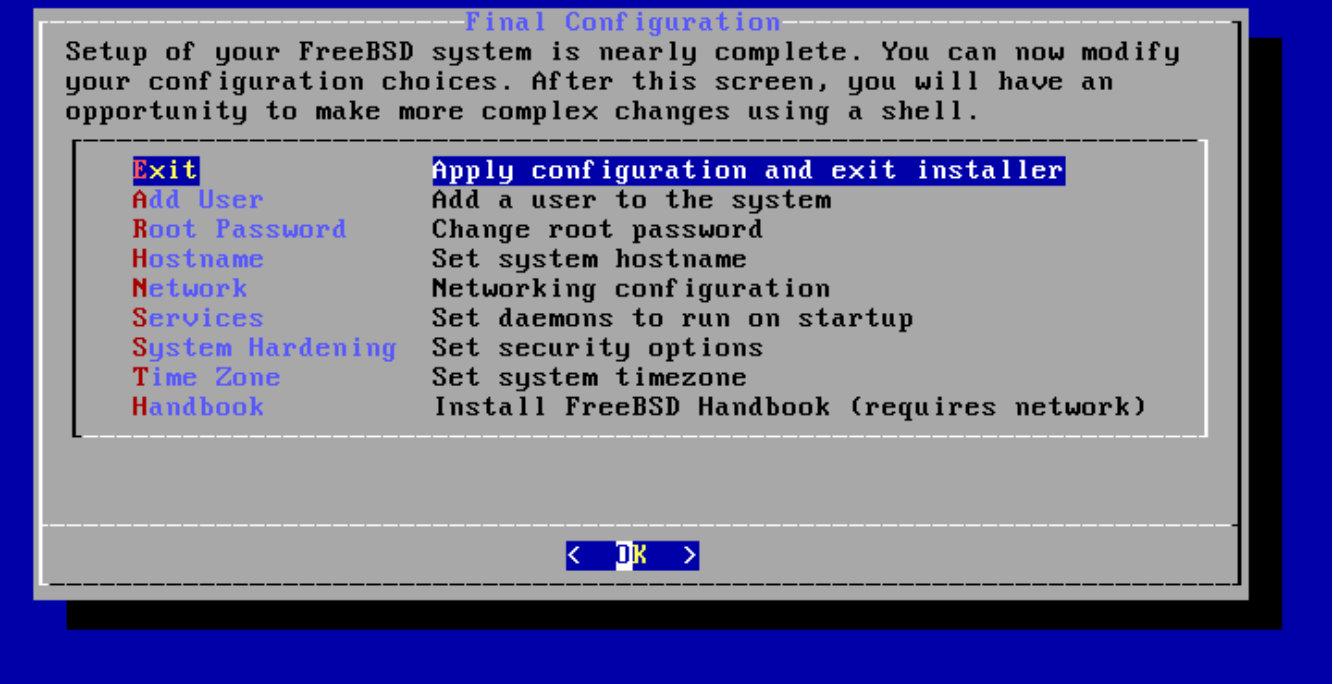 Final Configuration
Setup of your FreeBSD system is nearly complete. You can now modify
your configuration choices. After this screen, you will have an
opportunity to make more complex changes using a shell.
Exit Apply configuration and exit installer
Add User Add a user to the system
Root Password Change root password
Hostname Set system hostname
Network Networking configuration
Services Set daemons to run on startup
System Hardening Set security options
Time Zone Set system timezone
Handbook Install FreeBSD Handbook (requires network)
< OK >